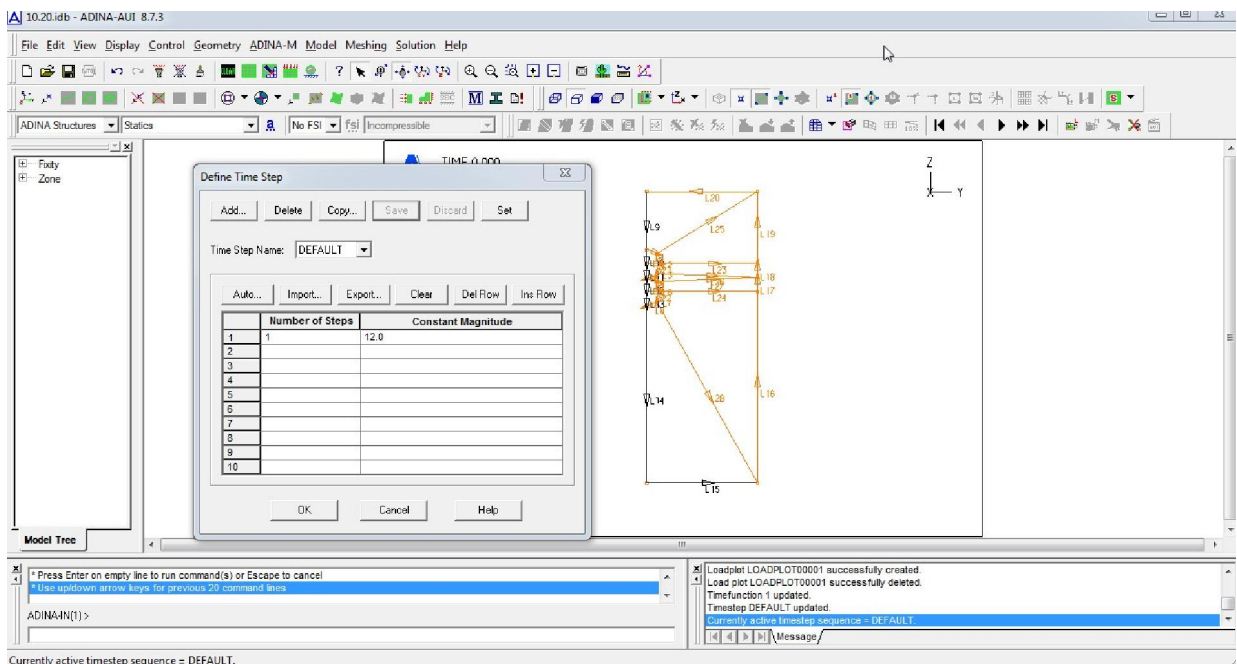 10.20.idb - ADINA-AUI 8.7.3
File Edit View Display Control Geometry ADINA-M Model Meshing Solution Help
ADINA Structures Statics No FSI fsi Incompressible
Fixity
Zone
TIME 0.000
Define Time Step
Add... Delete Copy... Save Discard Set
Time Step Name: DEFAULT
Auto... Import... Export... Clear Del Row Ins Row
Number of Steps Constant Magnitude
1 1 12.0
2
3
4
5
6
7
8
9
10
OK Cancel Help
Z
X Y
L20
L9
L25
L19
L23
L18
L17
L24
L14
L28
L16
L15
Model Tree
* Press Enter on empty line to run command(s) or Escape to cancel
* Use up/down arrow keys for previous 20 command lines
ADINA-IN(1) >
Loadplot LOADPLOT00001 successfully created.
Load plot LOADPLOT00001 successfully deleted.
Timefunction 1 updated.
Timestep DEFAULT updated.
Currently active timestep sequence = DEFAULT.
Message
Currently active timestep sequence = DEFAULT.